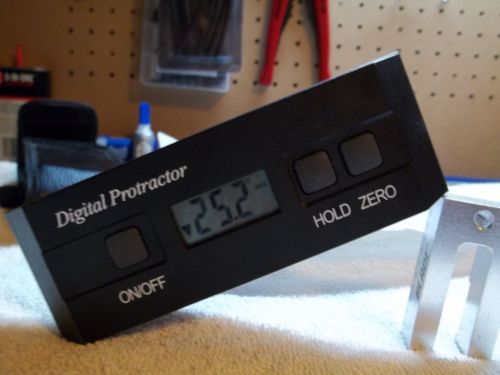 Digital Protractor
25.2
HOLD ZERO
ON/OFF